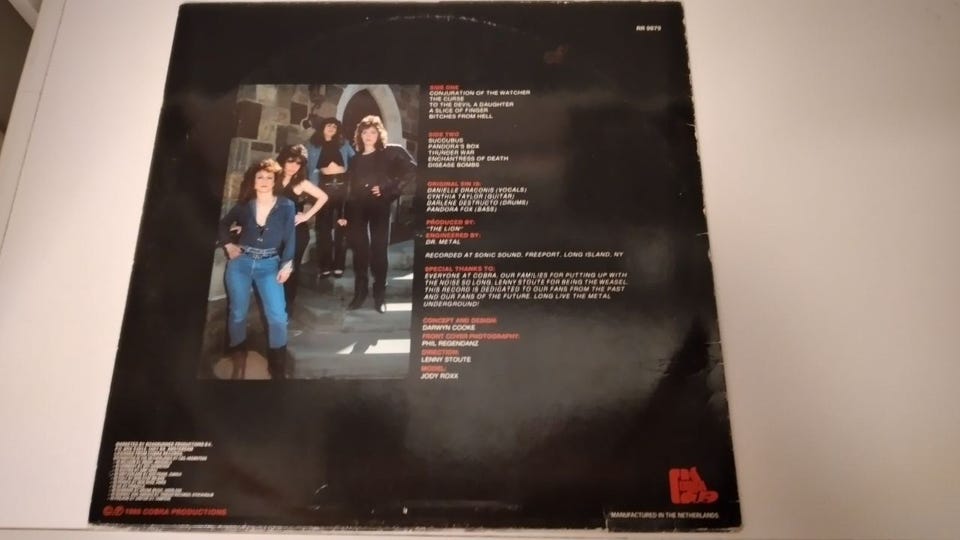 RR 9679
SIDE ONE
CONJURATION OF THE WATCHER
THE CURSE
TO THE DEVIL A DAUGHTER
A SLICE OF FINGER
BITCHES FROM HELL
SIDE TWO
SUCCUBUS
PANDORA'S BOX
THUNDER WAR
ENCHANTRESS OF DEATH
DISEASE BOMBS
ORIGINAL SIN IS:
DANIELLE DRACONIS (VOCALS)
CYNTHIA TAYLOR (GUITAR)
DARLENE DESTRUCTO (DRUMS)
PANDORA FOX (BASS)
PRODUCED BY:
"THE LION"
ENGINEERED BY:
DR. METAL
RECORDED AT SONIC SOUND, FREEPORT, LONG ISLAND, NY
SPECIAL THANKS TO:
EVERYONE AT COBRA, OUR FAMILIES FOR PUTTING UP WITH
THE NOISE SO LONG, LENNY STOUTE FOR BEING THE WEASEL.
THIS RECORD IS DEDICATED TO OUR FANS FROM THE PAST
AND OUR FANS OF THE FUTURE. LONG LIVE THE METAL
UNDERGROUND!
CONCEPT AND DESIGN:
DARWYN COOKE
FRONT COVER PHOTOGRAPHY:
PHIL REGENDANZ
DIRECTION:
LENNY STOUTE
MODEL:
JODY ROXX
MARKETED BY ROADRUNNER PRODUCTIONS B.V.
© ℗ 1986 COBRA PRODUCTIONS
MANUFACTURED IN THE NETHERLANDS